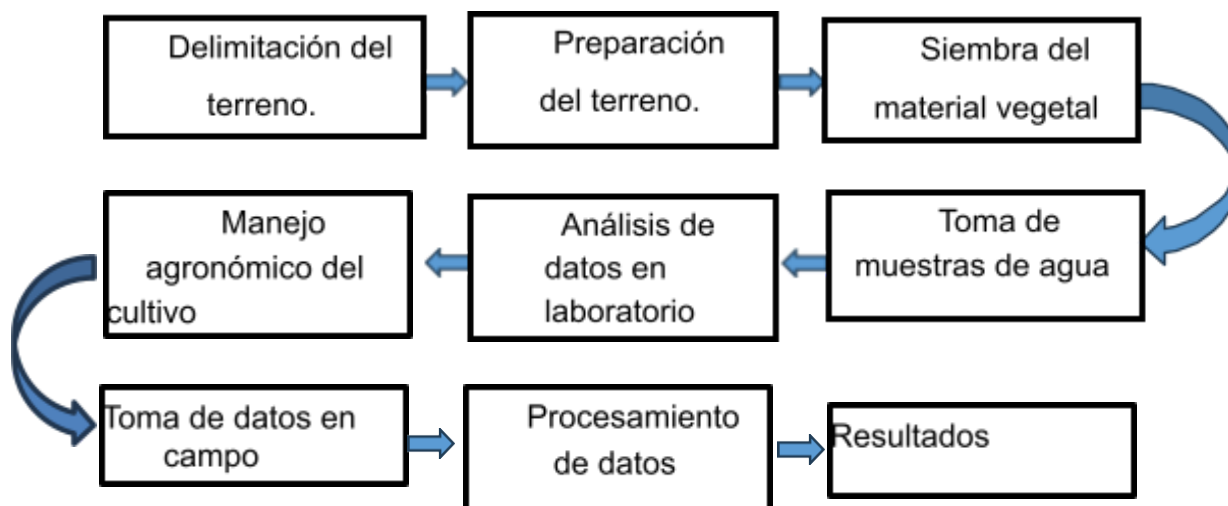 Delimitación del
terreno.
Preparación
del terreno.
Siembra del
material vegetal
Toma de
muestras de agua
Análisis de
datos en
laboratorio
Manejo
agronómico del
cultivo
Toma de datos en
campo
Procesamiento
de datos
Resultados